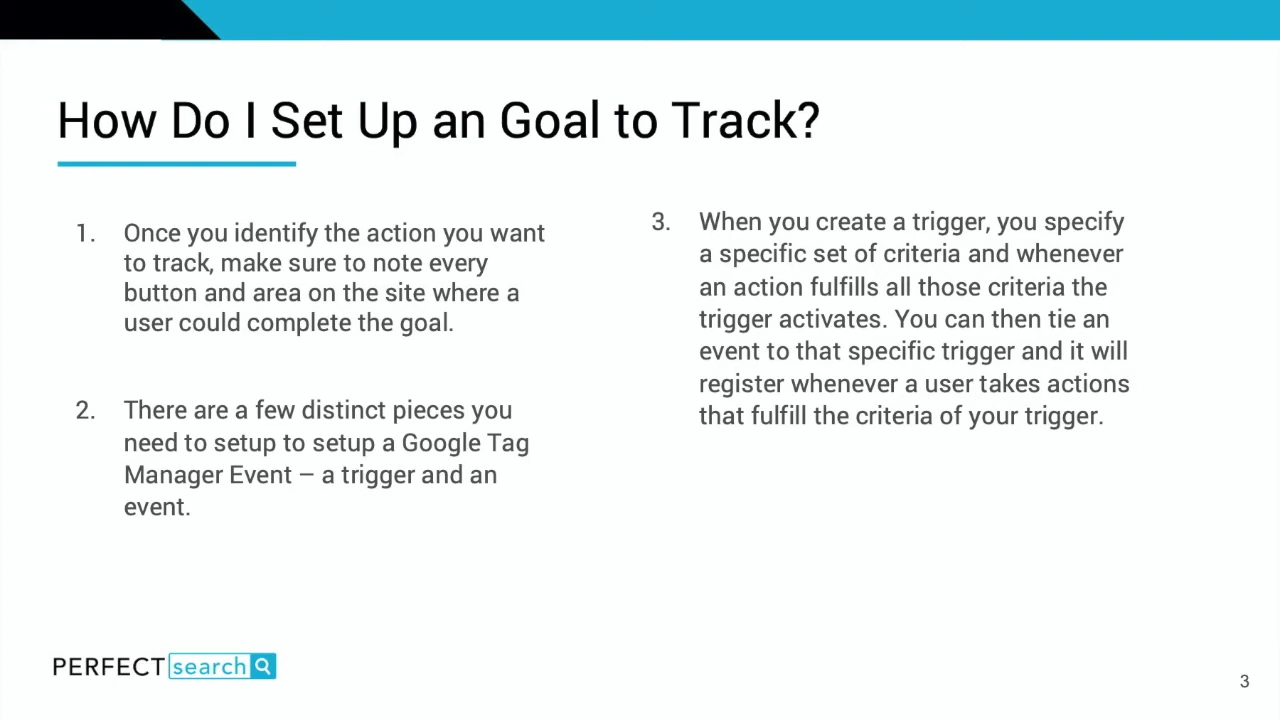 How Do I Set Up an Goal to Track?
1. Once you identify the action you want
to track, make sure to note every
button and area on the site where a
user could complete the goal.
2. There are a few distinct pieces you
need to setup to setup a Google Tag
Manager Event – a trigger and an
event.
3. When you create a trigger, you specify
a specific set of criteria and whenever
an action fulfills all those criteria the
trigger activates. You can then tie an
event to that specific trigger and it will
register whenever a user takes actions
that fulfill the criteria of your trigger.
PERFECT search
3